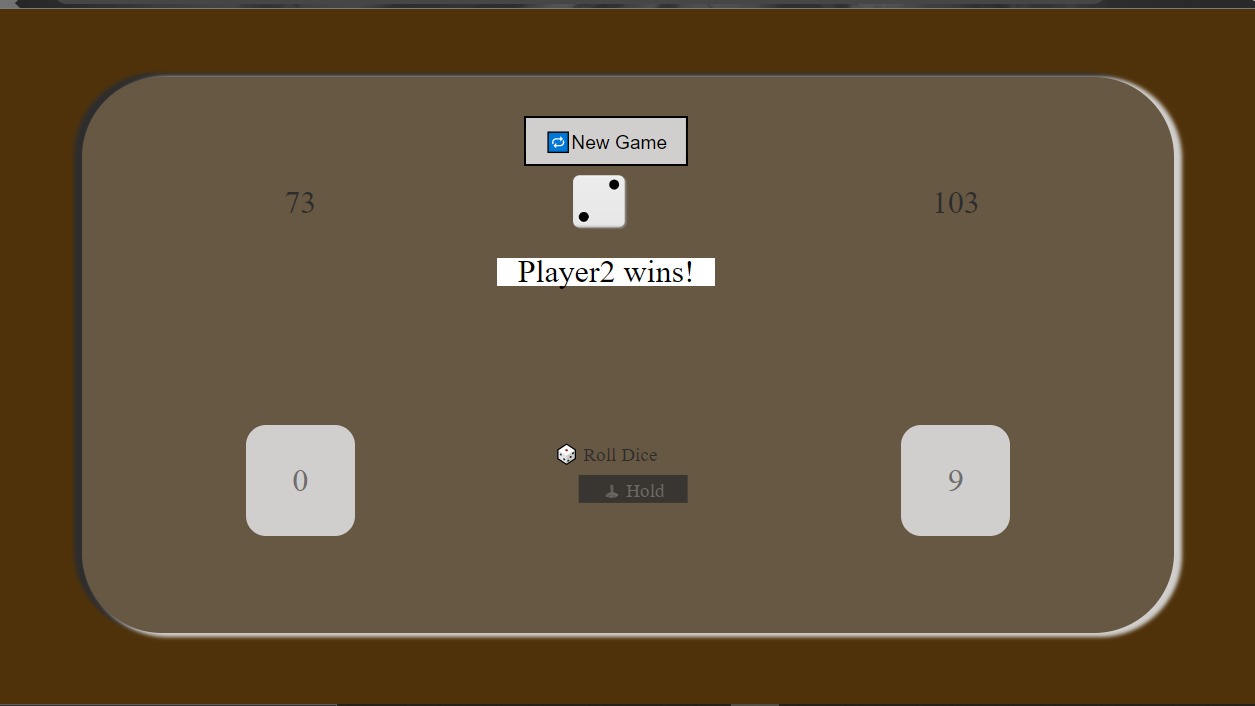 🔁New Game
73
103
Player2 wins!
0
🎲 Roll Dice
9
🕹️ Hold